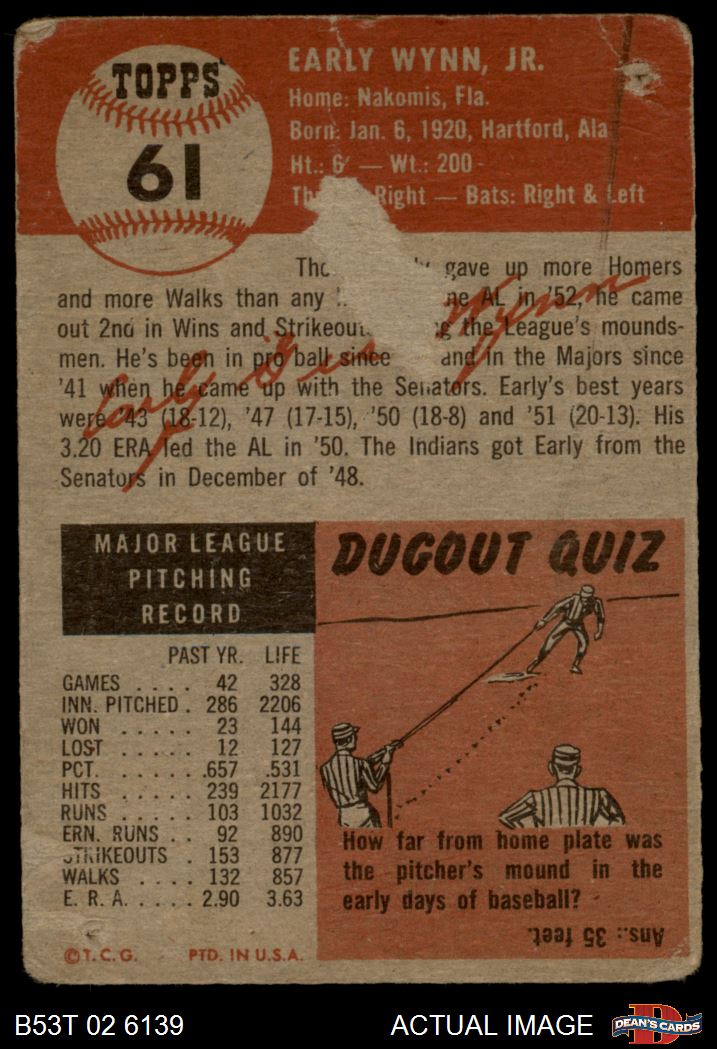 TOPPS
61
EARLY WYNN, JR.
Home: Nakomis, Fla.
Born: Jan. 6, 1920, Hartford, Ala
Ht.: 6' — Wt.: 200
Right — Bats: Right & Left
gave up more Homers
and more Walks than any AL in '52, he came
out 2nd in Wins and the League's mounds-
men. He's been in pro ball since and in the Majors since
'41 when he came up with the Senators. Early's best years
were '43 (18-12), '47 (17-15), '50 (18-8) and '51 (20-13). His
3.20 ERA led the AL in '50. The Indians got Early from the
Senators in December of '48.
Early Wynn
MAJOR LEAGUE
PITCHING
RECORD
PAST YR. LIFE
GAMES .... 42 328
INN. PITCHED . 286 2206
WON ..... 23 144
LOST ..... 12 127
PCT. ...... .657 .531
HITS ...... 239 2177
RUNS ..... 103 1032
ERN. RUNS .. 92 890
STRIKEOUTS . 153 877
WALKS .... 132 857
E. R. A. .... 2.90 3.63
©T.C.G. PTD. IN U.S.A.
DUGOUT QUIZ
How far from home plate was
the pitcher's mound in the
early days of baseball?
Ans.: 35 feet.
B53T 02 6139
ACTUAL IMAGE
DEAN'S CARDS